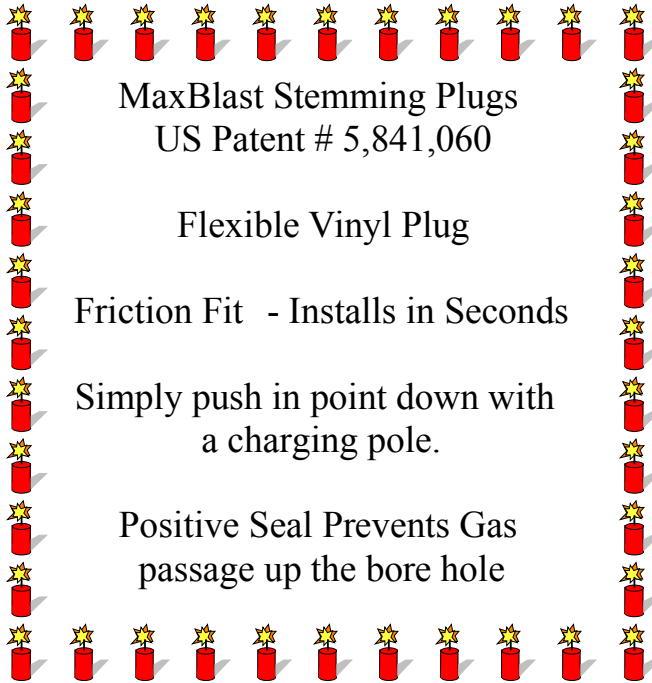 MaxBlast Stemming Plugs
US Patent # 5,841,060
Flexible Vinyl Plug
Friction Fit - Installs in Seconds
Simply push in point down with
a charging pole.
Positive Seal Prevents Gas
passage up the bore hole